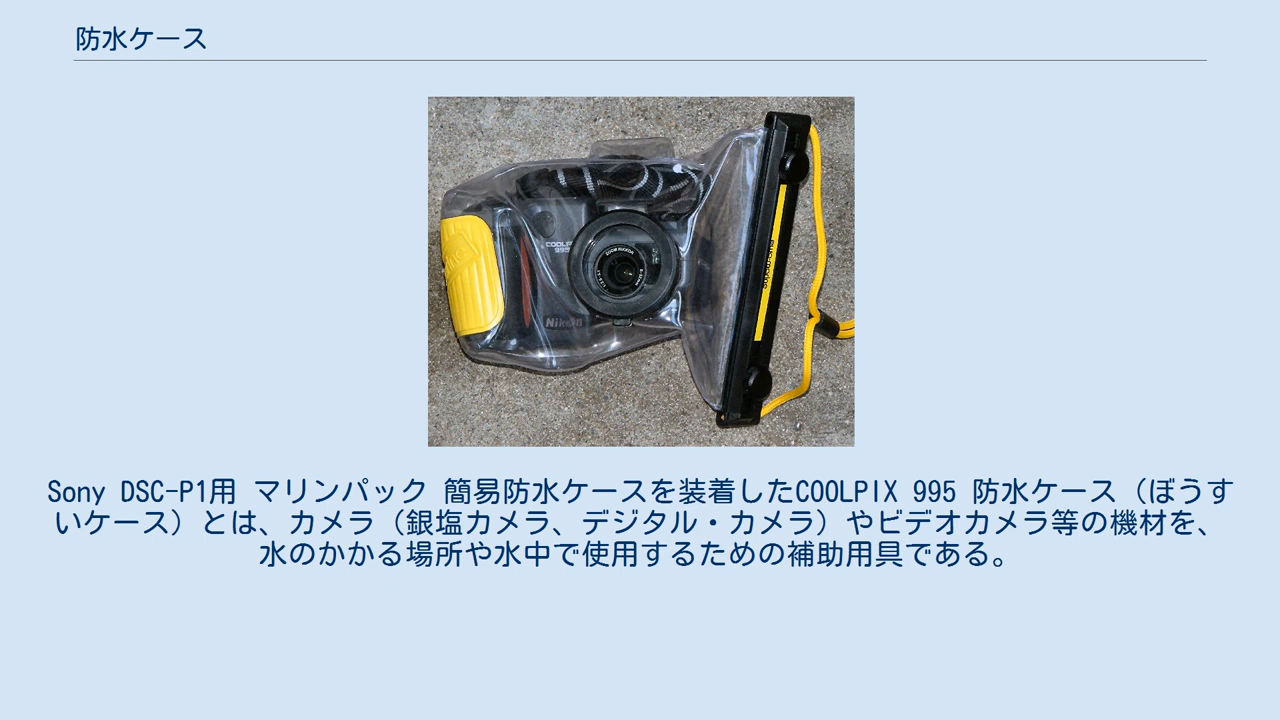 防水ケース
COOLPIX
995
Nikon
Sony DSC-P1用 マリンパック 簡易防水ケースを装着したCOOLPIX 995 防水ケース（ぼうす
いケース）とは、カメラ（銀塩カメラ、デジタル・カメラ）やビデオカメラ等の機材を、
水のかかる場所や水中で使用するための補助用具である。